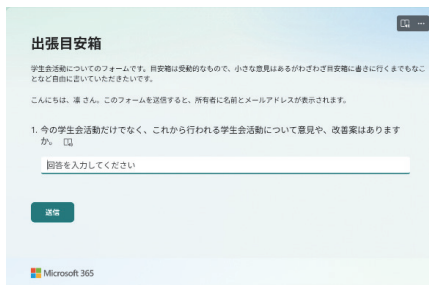 出張目安箱
学生会活動についてのフォームです。目安箱は受動的なもので、小さな意見はあるがわざわざ目安箱に書きに行くまでもなこ
となど自由に言いていただきたいです。
こんにちは、凛 さん。このフォームを送信すると、所有者に名前とメールアドレスが表示されます。
1. 今の学生会活動だけでなく、これから行われる学生会活動について意見や、改善案はあります
か。
回答を入力してください
送信
Microsoft 365